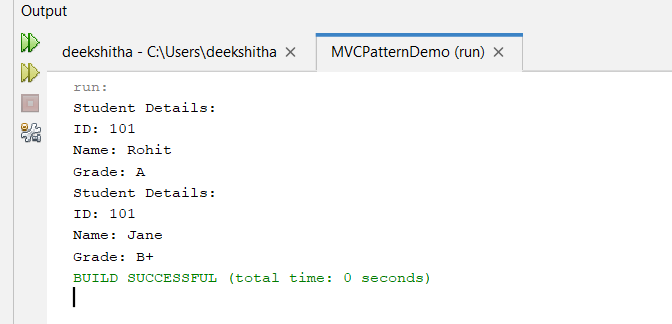 Output
deekshitha - C:\Users\deekshitha
MVCPatternDemo (run)
run:
Student Details:
ID: 101
Name: Rohit
Grade: A
Student Details:
ID: 101
Name: Jane
Grade: B+
BUILD SUCCESSFUL (total time: 0 seconds)